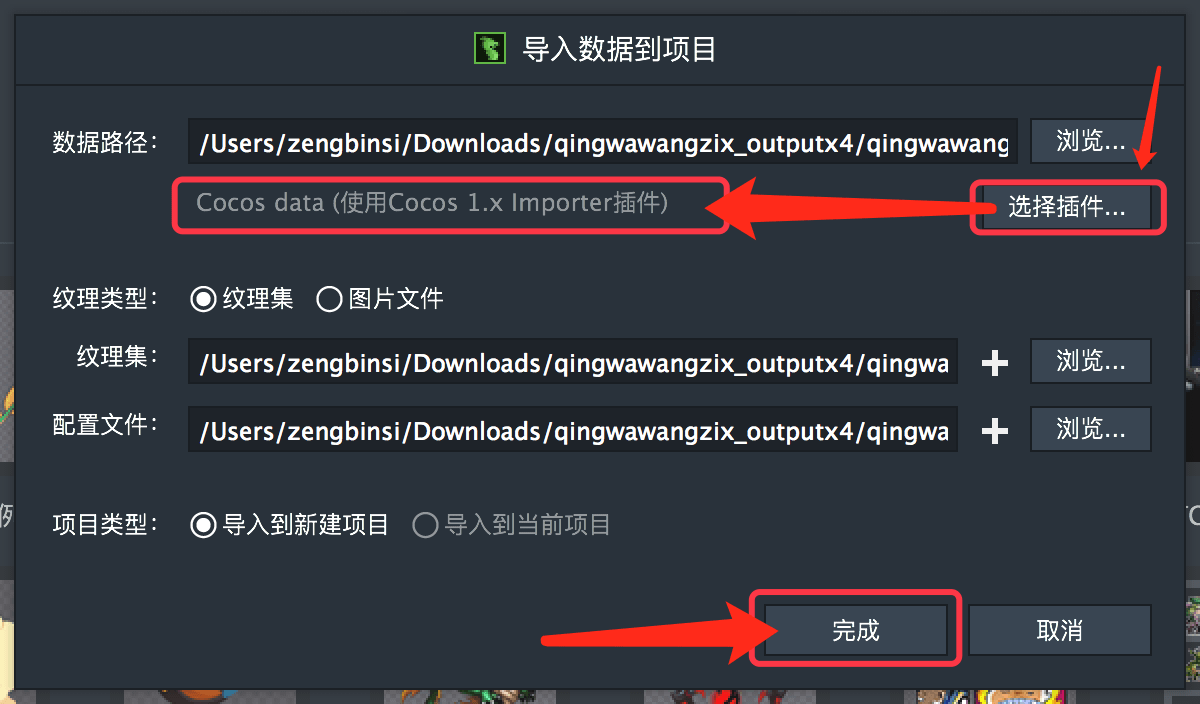 导入数据到项目
数据路径： /Users/zengbinsi/Downloads/qingwawangzix_outputx4/qingwawang 浏览...
Cocos data (使用Cocos 1.x Importer插件) 选择插件...
纹理类型： 纹理集 图片文件
纹理集： /Users/zengbinsi/Downloads/qingwawangzix_outputx4/qingwa 浏览...
配置文件： /Users/zengbinsi/Downloads/qingwawangzix_outputx4/qingwa 浏览...
例
项目类型： 导入到新建项目 导入到当前项目
完成 取消